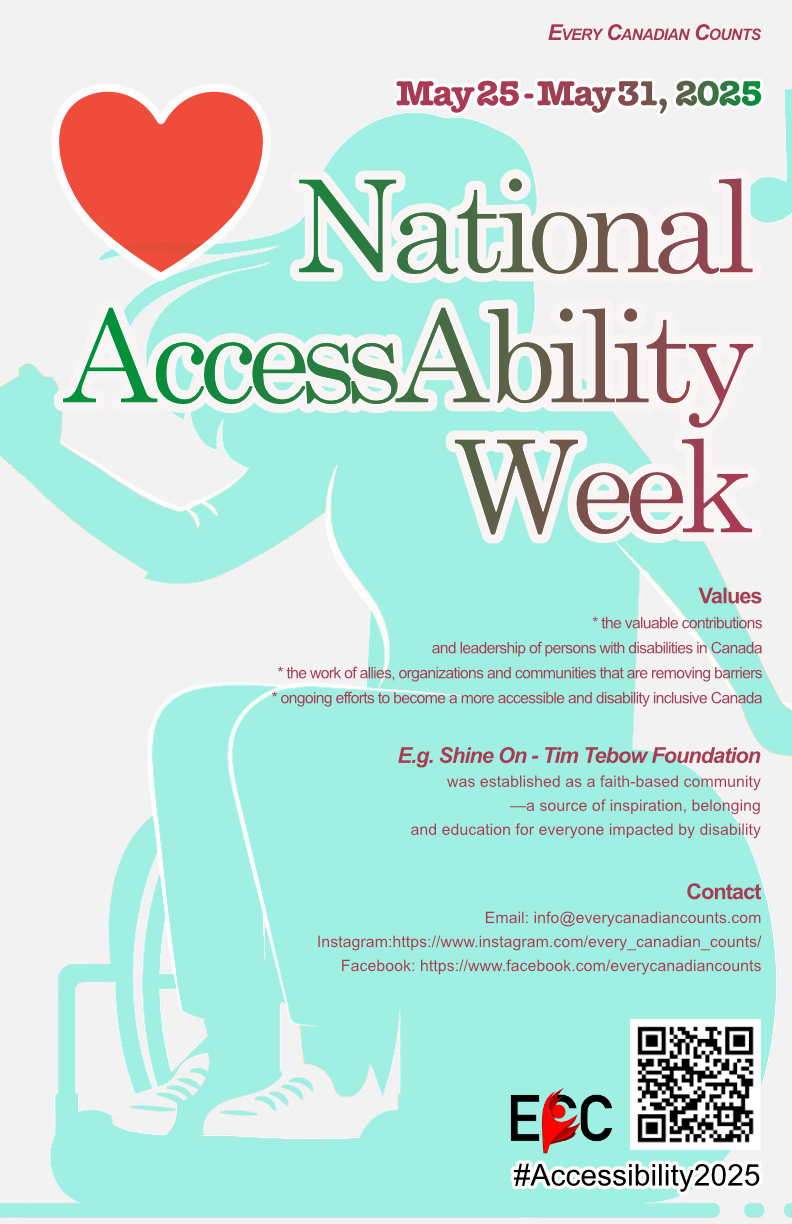 Every Canadian Counts
May 25 - May 31, 2025
National
AccessAbility
Week
Values
* the valuable contributions
and leadership of persons with disabilities in Canada
* the work of allies, organizations and communities that are removing barriers
* ongoing efforts to become a more accessible and disability inclusive Canada
E.g. Shine On - Tim Tebow Foundation
was established as a faith-based community
—a source of inspiration, belonging
and education for everyone impacted by disability
Contact
Email: info@everycanadiancounts.com
Instagram:https://www.instagram.com/every_canadian_counts/
Facebook: https://www.facebook.com/everycanadiancounts
ECC
#Accessibility2025